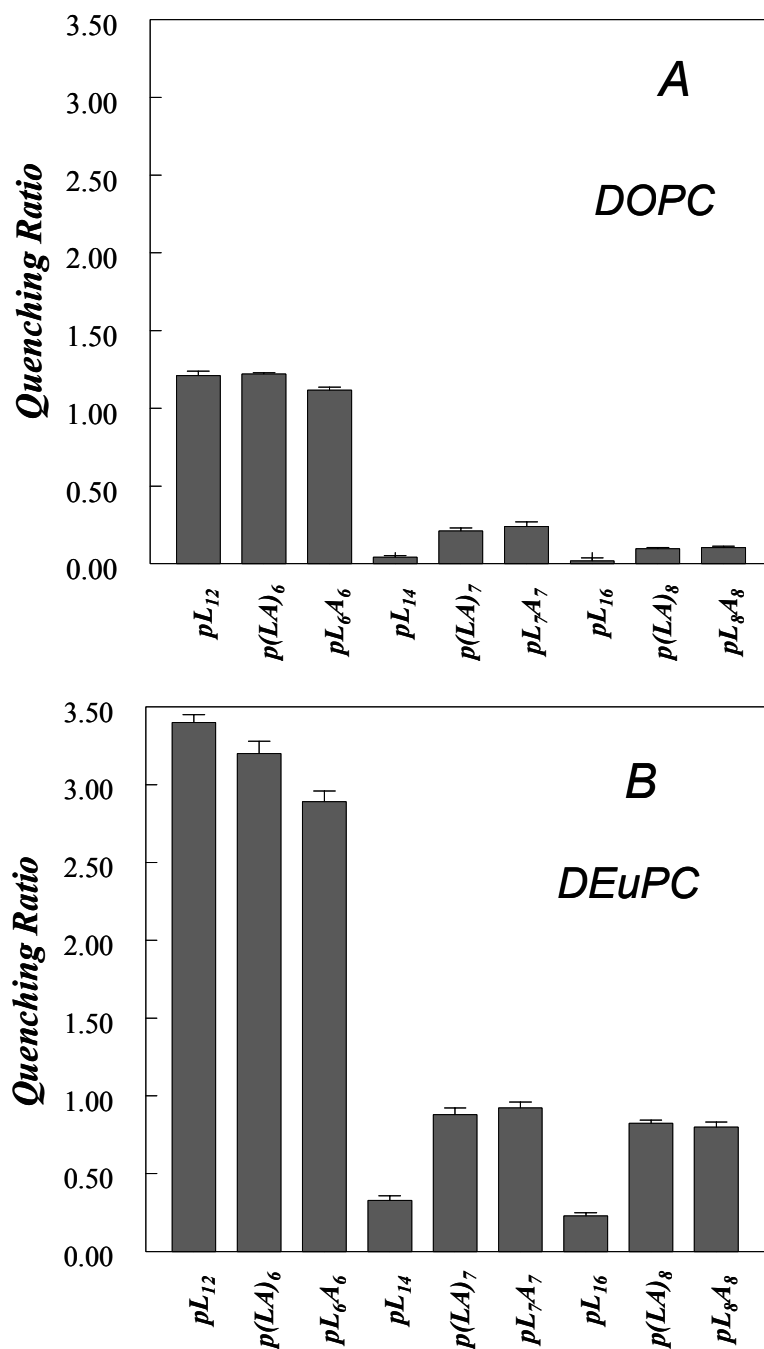 3.50
A
3.00
DOPC
2.50
2.00
1.50
1.00
0.50
0.00
Quenching Ratio
pL12 p(LA)6 pL6A6 pL14 p(LA)7 pL7A7 pL16 p(LA)8 pL8A8
3.50
B
3.00
DEuPC
2.50
2.00
1.50
1.00
0.50
0.00
Quenching Ratio
pL12 p(LA)6 pL6A6 pL14 p(LA)7 pL7A7 pL16 p(LA)8 pL8A8